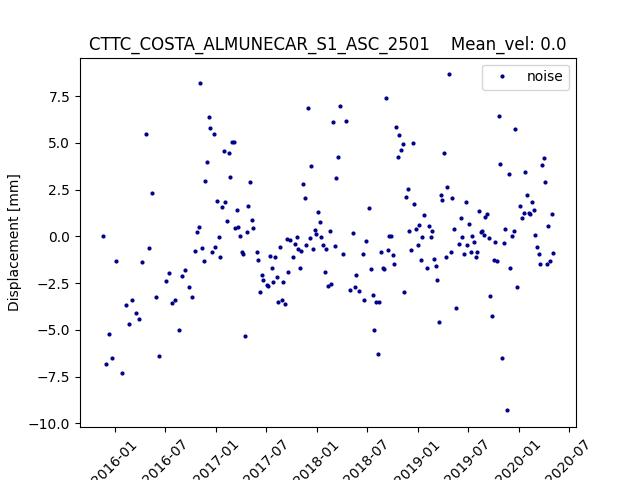 CTTC_COSTA_ALMUNECAR_S1_ASC_2501 Mean_vel: 0.0
noise
Displacement [mm]
7.5
5.0
2.5
0.0
−2.5
−5.0
−7.5
−10.0
2016-01 2016-07 2017-01 2017-07 2018-01 2018-07 2019-01 2019-07 2020-01 2020-07